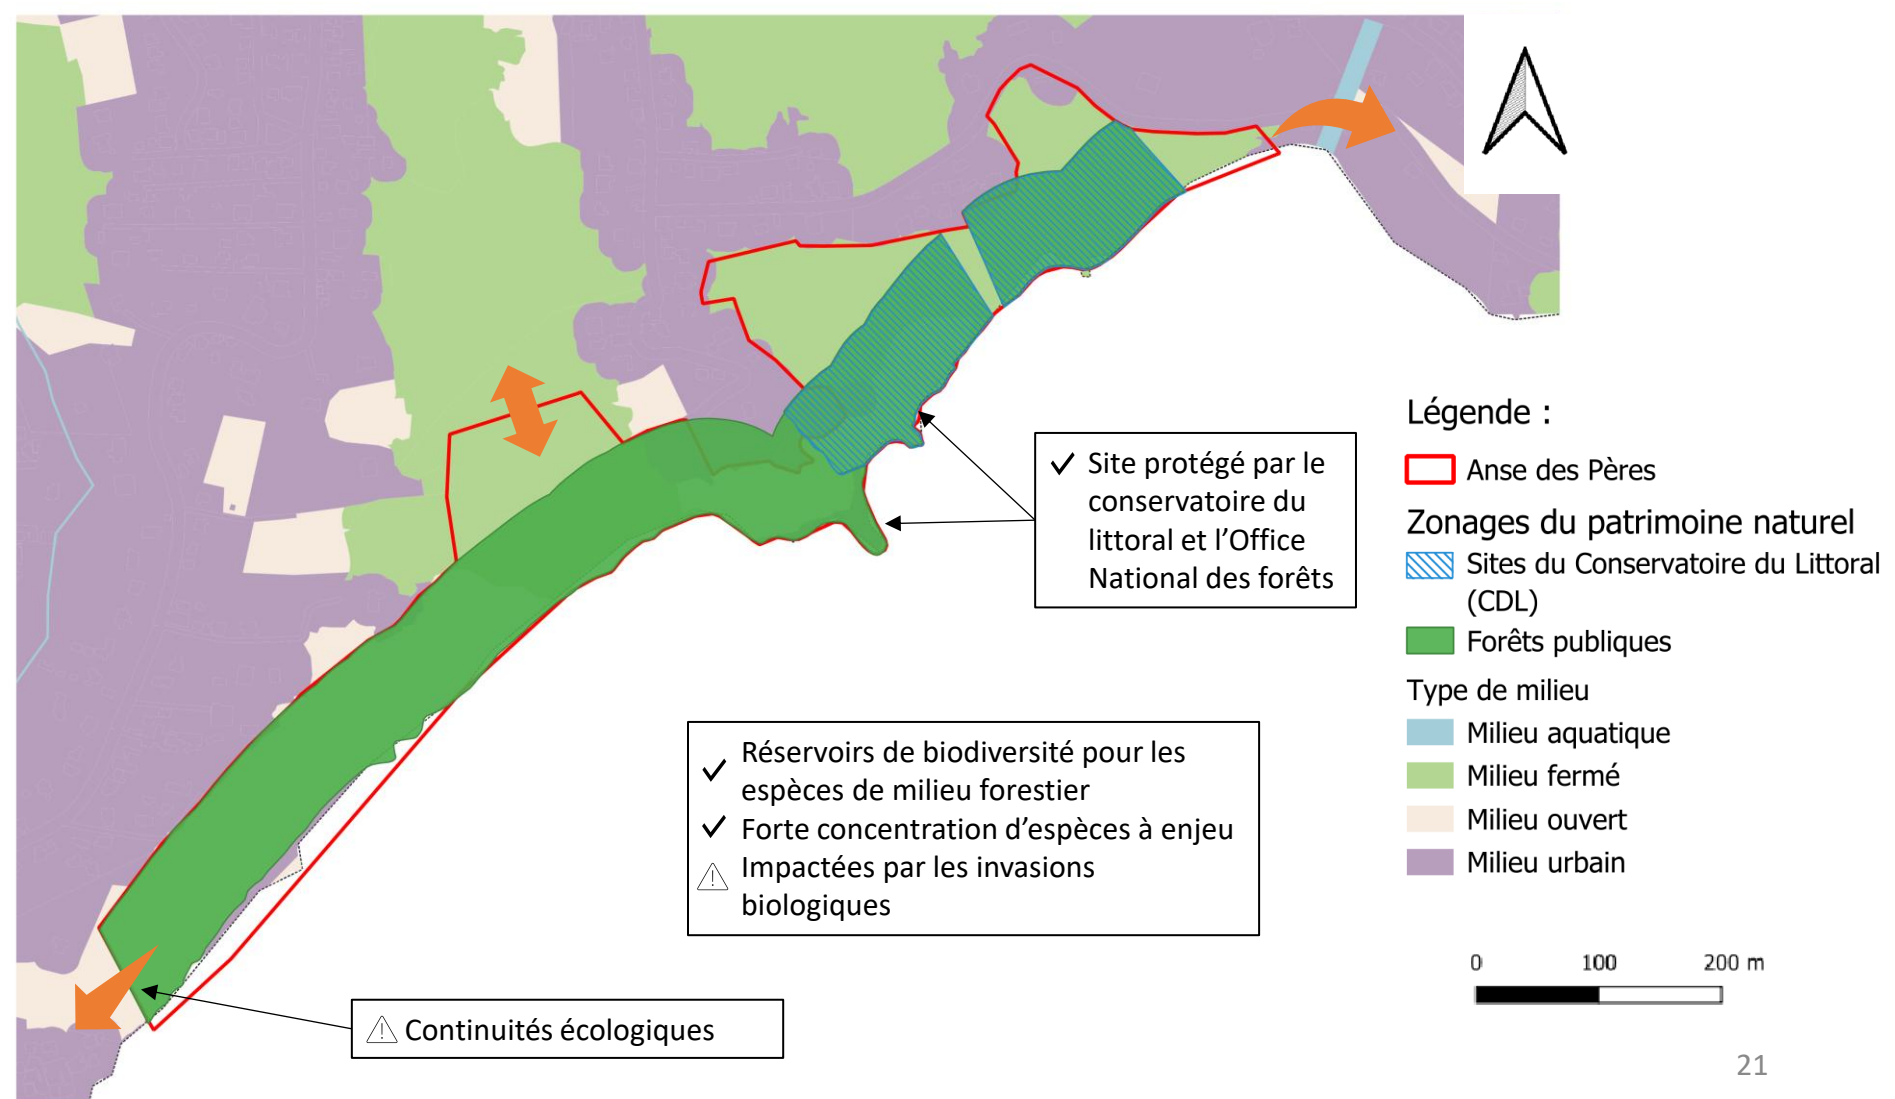 ✓ Site protégé par le
conservatoire du
littoral et l’Office
National des forêts
✓ Réservoirs de biodiversité pour les
espèces de milieu forestier
✓ Forte concentration d’espèces à enjeu
⚠ Impactées par les invasions
biologiques
⚠ Continuités écologiques
Légende :
Anse des Pères
Zonages du patrimoine naturel
Sites du Conservatoire du Littoral
(CDL)
Forêts publiques
Type de milieu
Milieu aquatique
Milieu fermé
Milieu ouvert
Milieu urbain
0 100 200 m
21